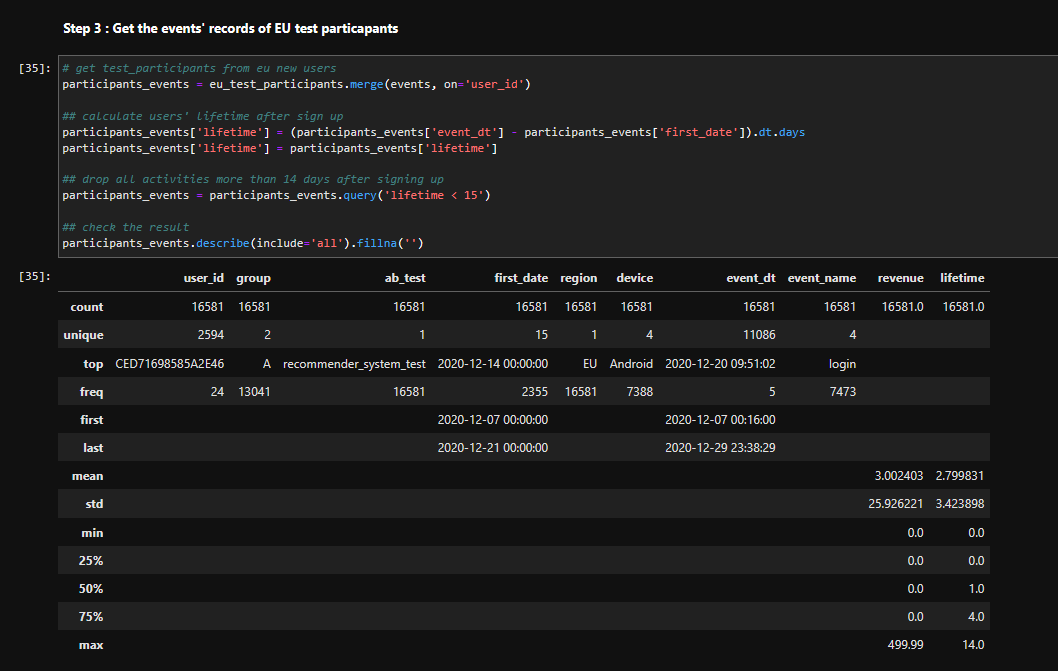 Step 3 : Get the events' records of EU test particapants
[35]: # get test_participants from eu new users
participants_events = eu_test_participants.merge(events, on='user_id')
## calculate users' lifetime after sign up
participants_events['lifetime'] = (participants_events['event_dt'] - participants_events['first_date']).dt.days
participants_events['lifetime'] = participants_events['lifetime']
## drop all activities more than 14 days after signing up
participants_events = participants_events.query('lifetime < 15')
## check the result
participants_events.describe(include='all').fillna('')
[35]: user_id group ab_test first_date region device event_dt event_name revenue lifetime
count 16581 16581 16581 16581 16581 16581 16581 16581 16581.0 16581.0
unique 2594 2 1 15 1 4 11086 4
top CED71698585A2E46 A recommender_system_test 2020-12-14 00:00:00 EU Android 2020-12-20 09:51:02 login
freq 24 13041 16581 2355 16581 7388 5 7473
first 2020-12-07 00:00:00 2020-12-07 00:16:00
last 2020-12-21 00:00:00 2020-12-29 23:38:29
mean 3.002403 2.799831
std 25.926221 3.423898
min 0.0 0.0
25% 0.0 0.0
50% 0.0 1.0
75% 0.0 4.0
max 499.99 14.0